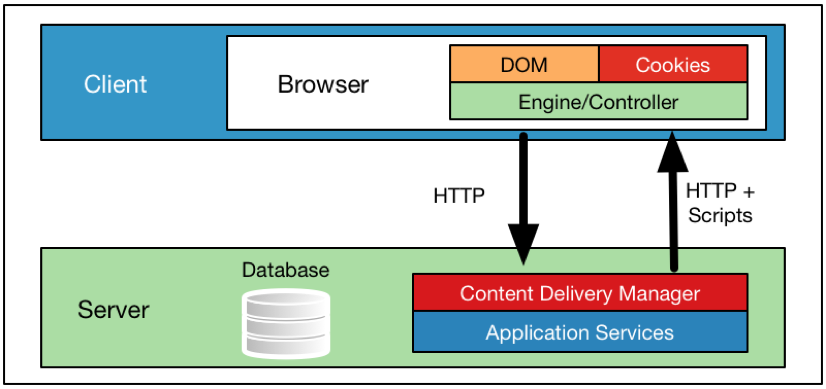 Client
Browser
DOM
Cookies
Engine/Controller
HTTP
HTTP +
Scripts
Server
Database
Content Delivery Manager
Application Services